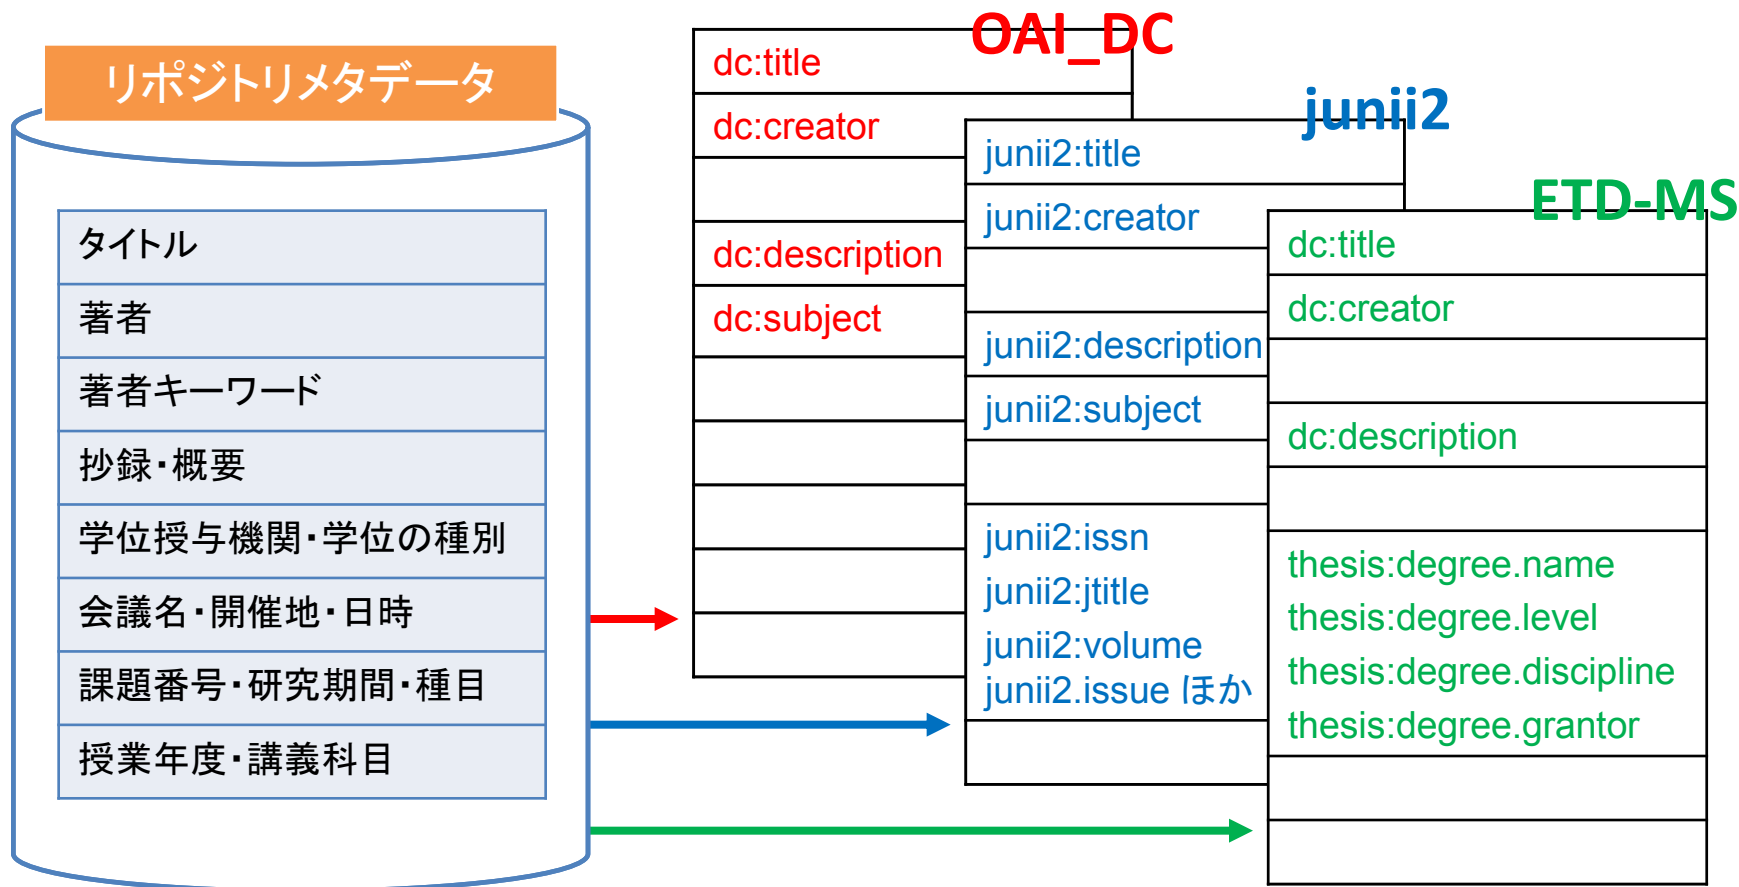 リポジトリメタデータ
タイトル
著者
著者キーワード
抄録・概要
学位授与機関・学位の種別
会議名・開催地・日時
課題番号・研究期間・種目
授業年度・講義科目
OAI_DC
dc:title
dc:creator
dc:description
dc:subject
junii2
junii2:title
junii2:creator
junii2:description
junii2:subject
junii2:issn
junii2:jtitle
junii2:volume
junii2.issue ほか
ETD-MS
dc:title
dc:creator
dc:description
thesis:degree.name
thesis:degree.level
thesis:degree.discipline
thesis:degree.grantor